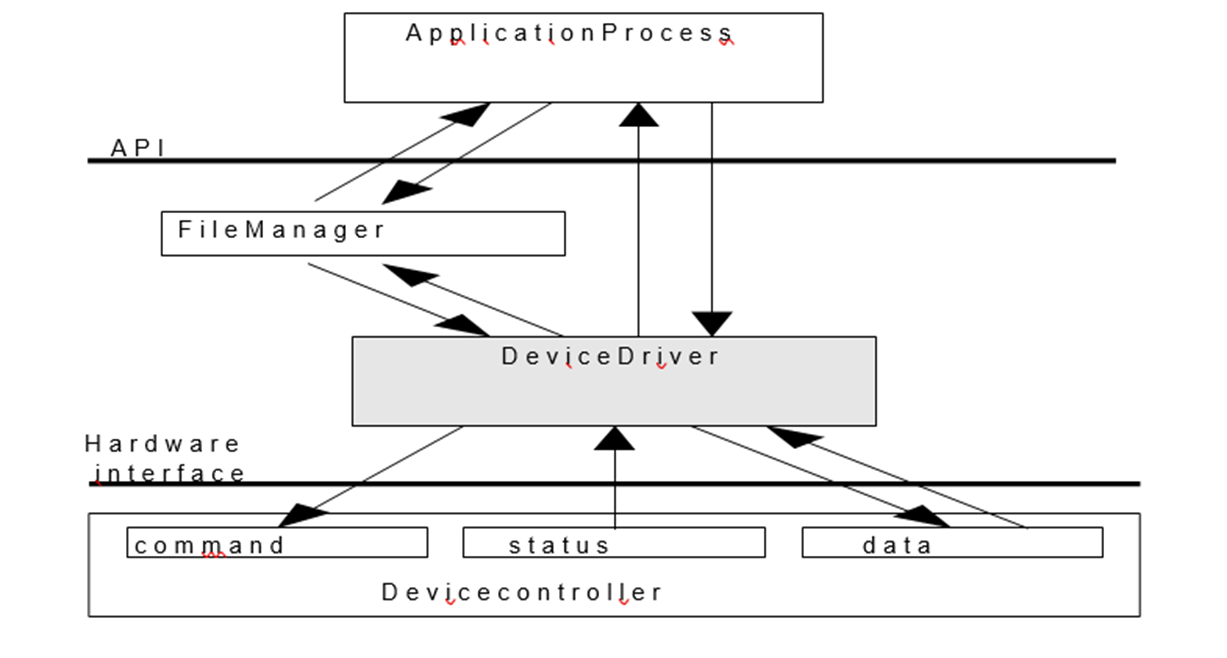 ApplicationProcess
API
FileManager
DeviceDriver
Hardware
interface
command status data
Devicecontroller